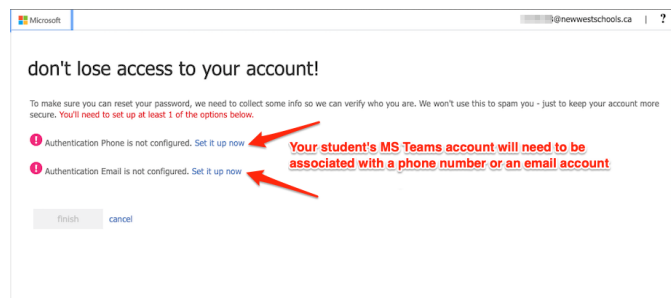 Microsoft
@newwestschools.ca | ?
don't lose access to your account!
To make sure you can reset your password, we need to collect some info so we can verify who you are. We won't use this to spam you - just to keep your account more
secure. You'll need to set up at least 1 of the options below.
! Authentication Phone is not configured. Set it up now
Your student's MS Teams account will need to be
associated with a phone number or an email account
! Authentication Email is not configured. Set it up now
finish cancel